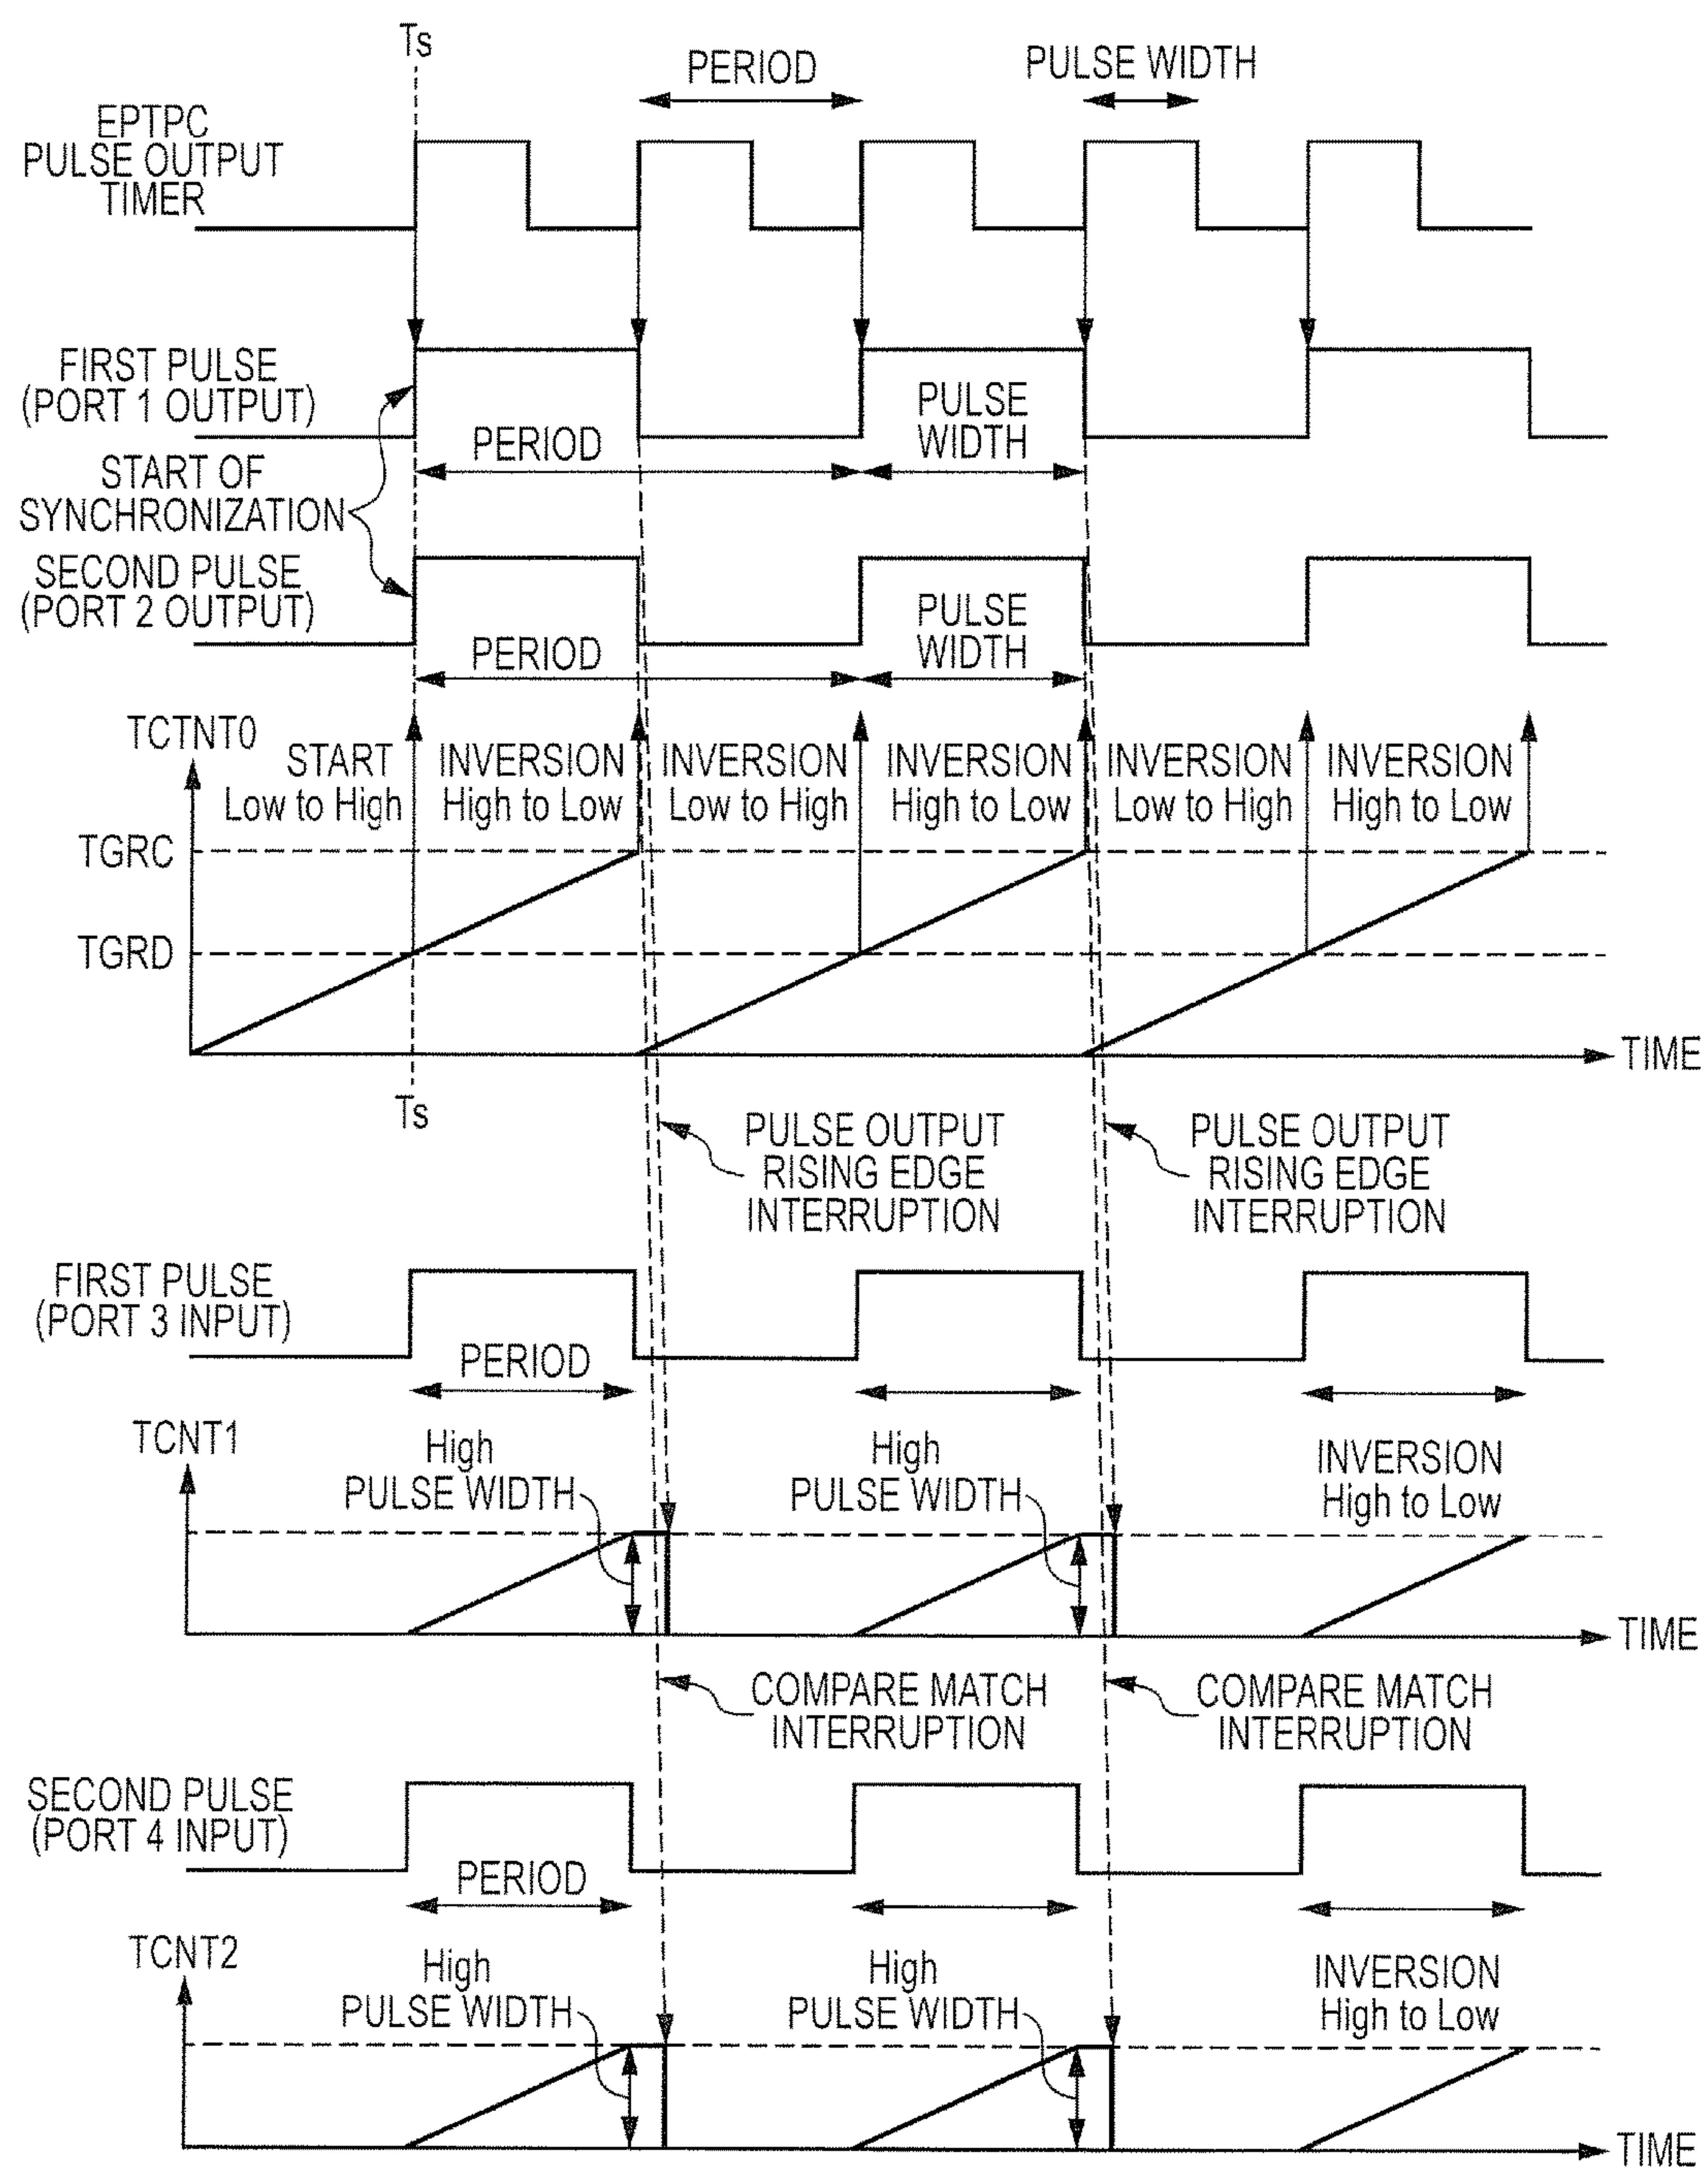 Ts
PERIOD
PULSE WIDTH
EPTPC
PULSE OUTPUT
TIMER
FIRST PULSE
(PORT 1 OUTPUT)
PERIOD
PULSE
WIDTH
START OF
SYNCHRONIZATION
SECOND PULSE
(PORT 2 OUTPUT)
PERIOD
PULSE
WIDTH
TCTNT0
START
Low to High
INVERSION
High to Low
INVERSION
Low to High
INVERSION
High to Low
INVERSION
Low to High
INVERSION
High to Low
TGRC
TGRD
TIME
Ts
PULSE OUTPUT
RISING EDGE
INTERRUPTION
PULSE OUTPUT
RISING EDGE
INTERRUPTION
FIRST PULSE
(PORT 3 INPUT)
PERIOD
TCNT1
High
PULSE WIDTH
High
PULSE WIDTH
INVERSION
High to Low
TIME
COMPARE MATCH
INTERRUPTION
COMPARE MATCH
INTERRUPTION
SECOND PULSE
(PORT 4 INPUT)
PERIOD
TCNT2
High
PULSE WIDTH
High
PULSE WIDTH
INVERSION
High to Low
TIME